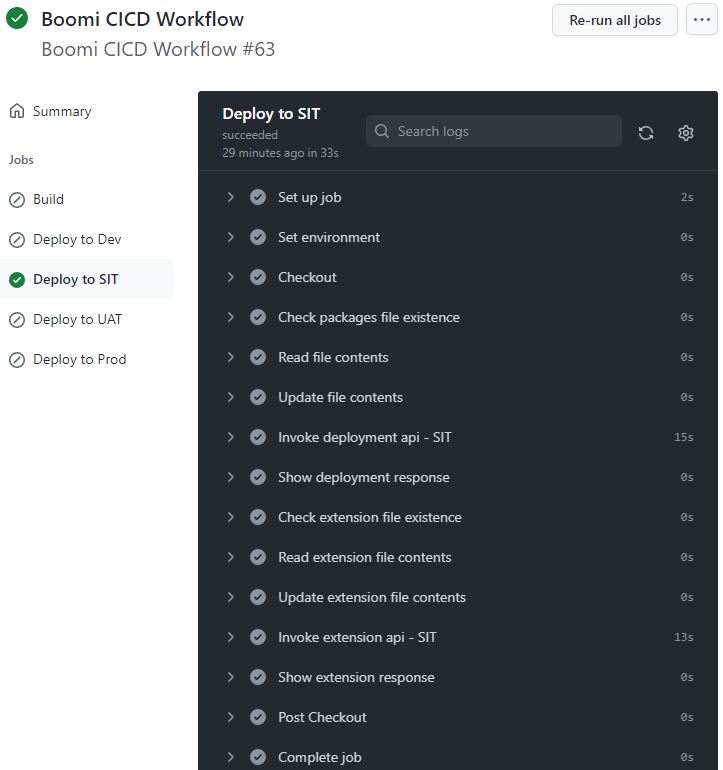 Boomi CICD Workflow
Boomi CICD Workflow #63
Re-run all jobs
Summary
Jobs
Build
Deploy to Dev
Deploy to SIT
Deploy to UAT
Deploy to Prod
Deploy to SIT
succeeded
29 minutes ago in 33s
Search logs
Set up job 2s
Set environment 0s
Checkout 0s
Check packages file existence 0s
Read file contents 0s
Update file contents 0s
Invoke deployment api - SIT 15s
Show deployment response 0s
Check extension file existence 0s
Read extension file contents 0s
Update extension file contents 0s
Invoke extension api - SIT 13s
Show extension response 0s
Post Checkout 0s
Complete job 0s